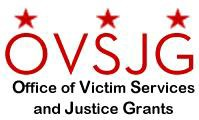 OVSJG
Office of Victim Services
and Justice Grants